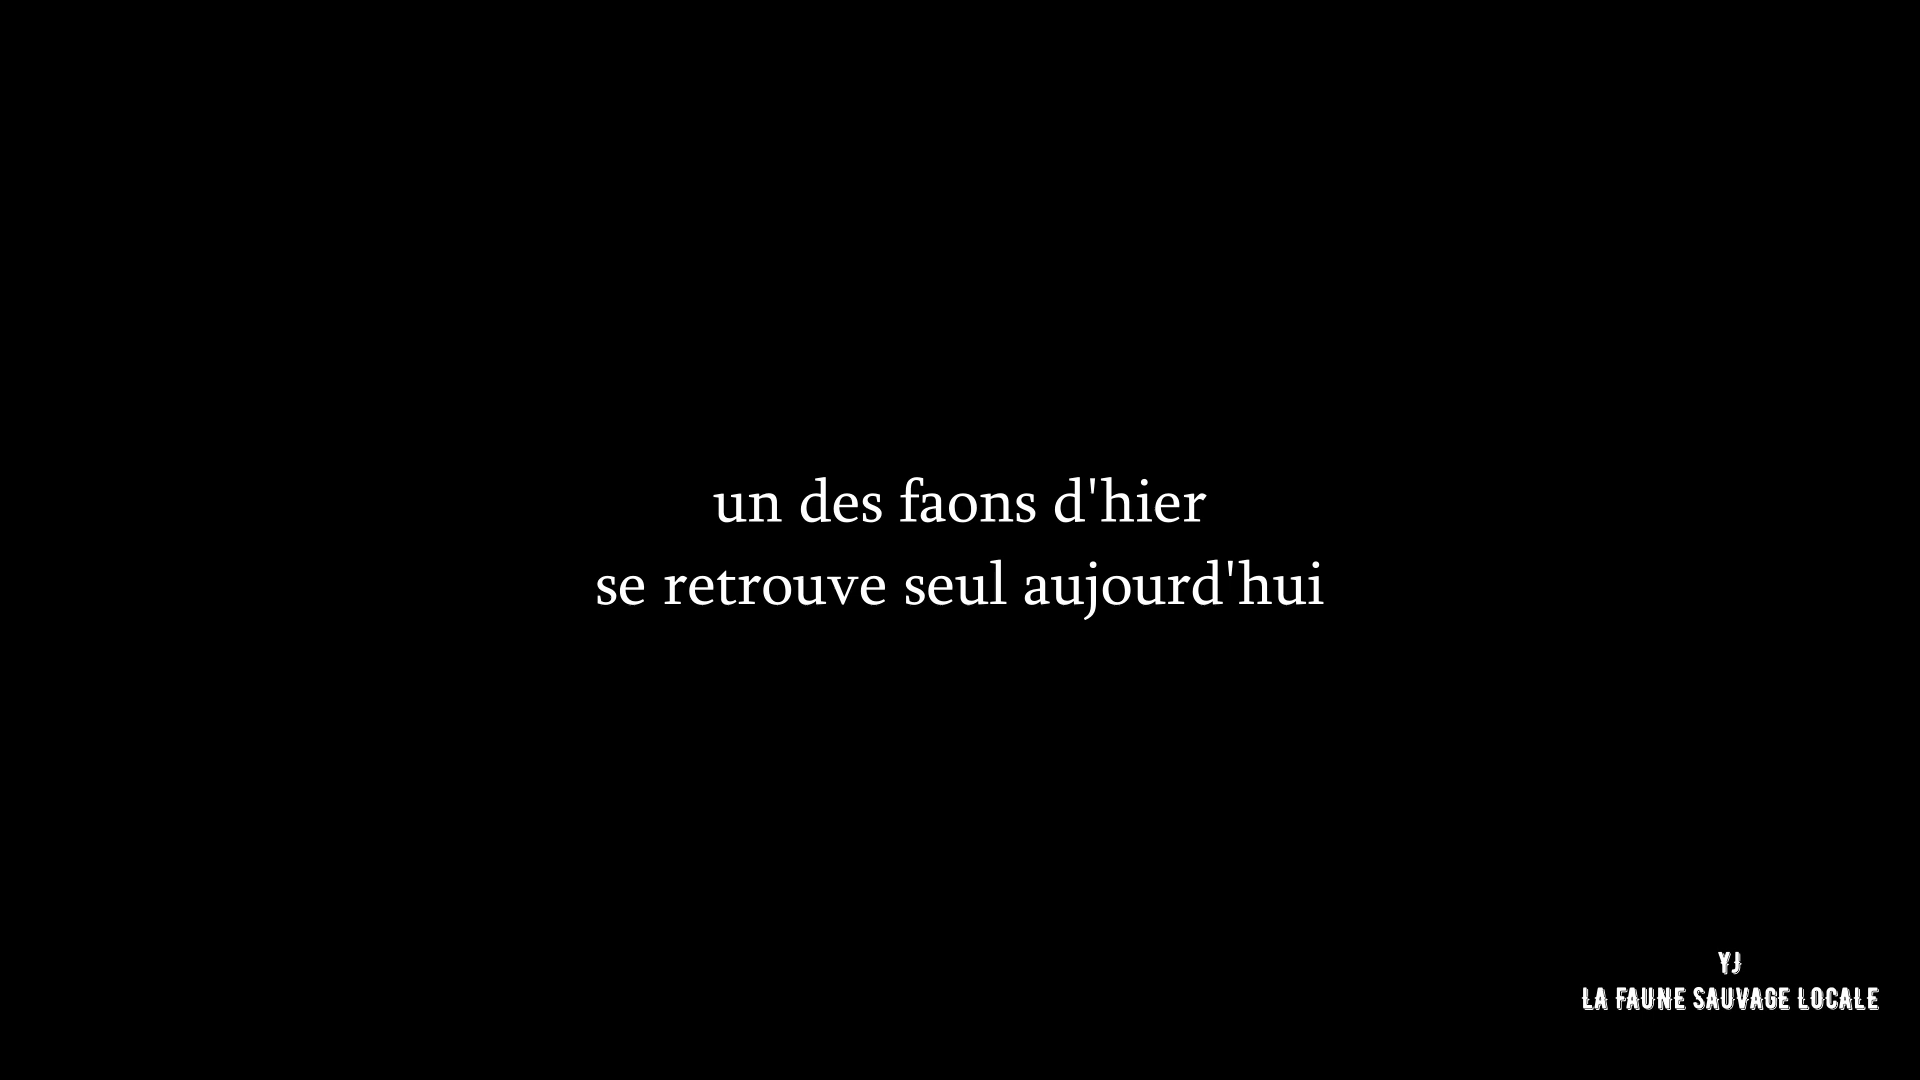 un des faons d'hier
se retrouve seul aujourd'hui
YJ
LA FAUNE SAUVAGE LOCALE